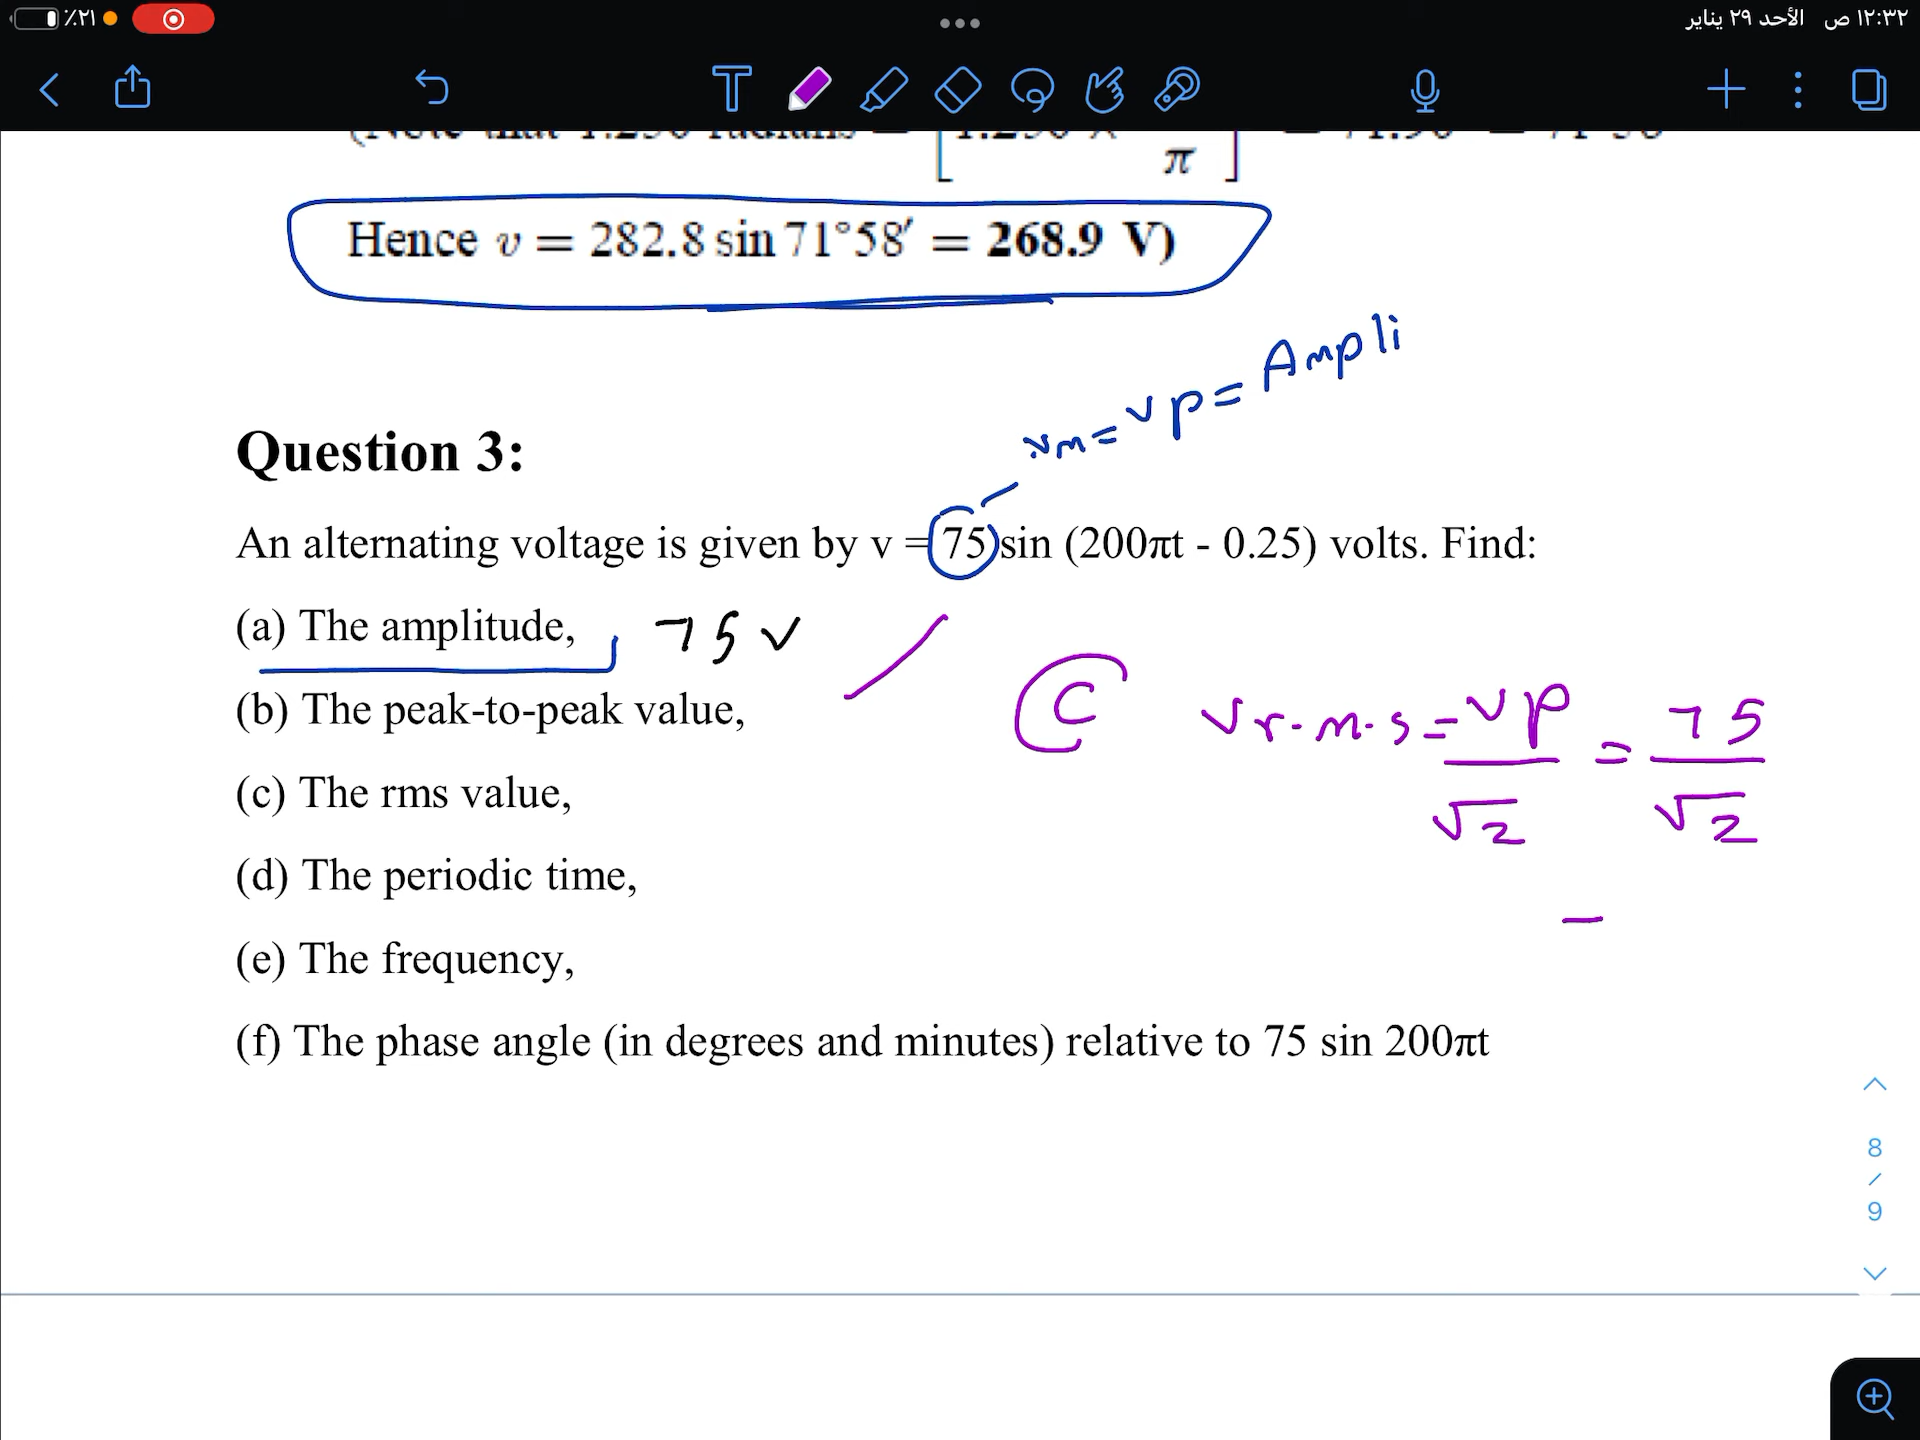 ٪٢١
١٢:٣٢ ص الأحد ٢٩ يناير
T
π
Hence v = 282.8 sin 71°58′ = 268.9 V)
vm = vp = Ampli
Question 3:
An alternating voltage is given by v = 75 sin (200πt - 0.25) volts. Find:
(a) The amplitude, 75 v
(b) The peak-to-peak value,
C vr.m.s = vp/√2 = 75/√2
(c) The rms value,
(d) The periodic time,
(e) The frequency,
(f) The phase angle (in degrees and minutes) relative to 75 sin 200πt
8
/
9